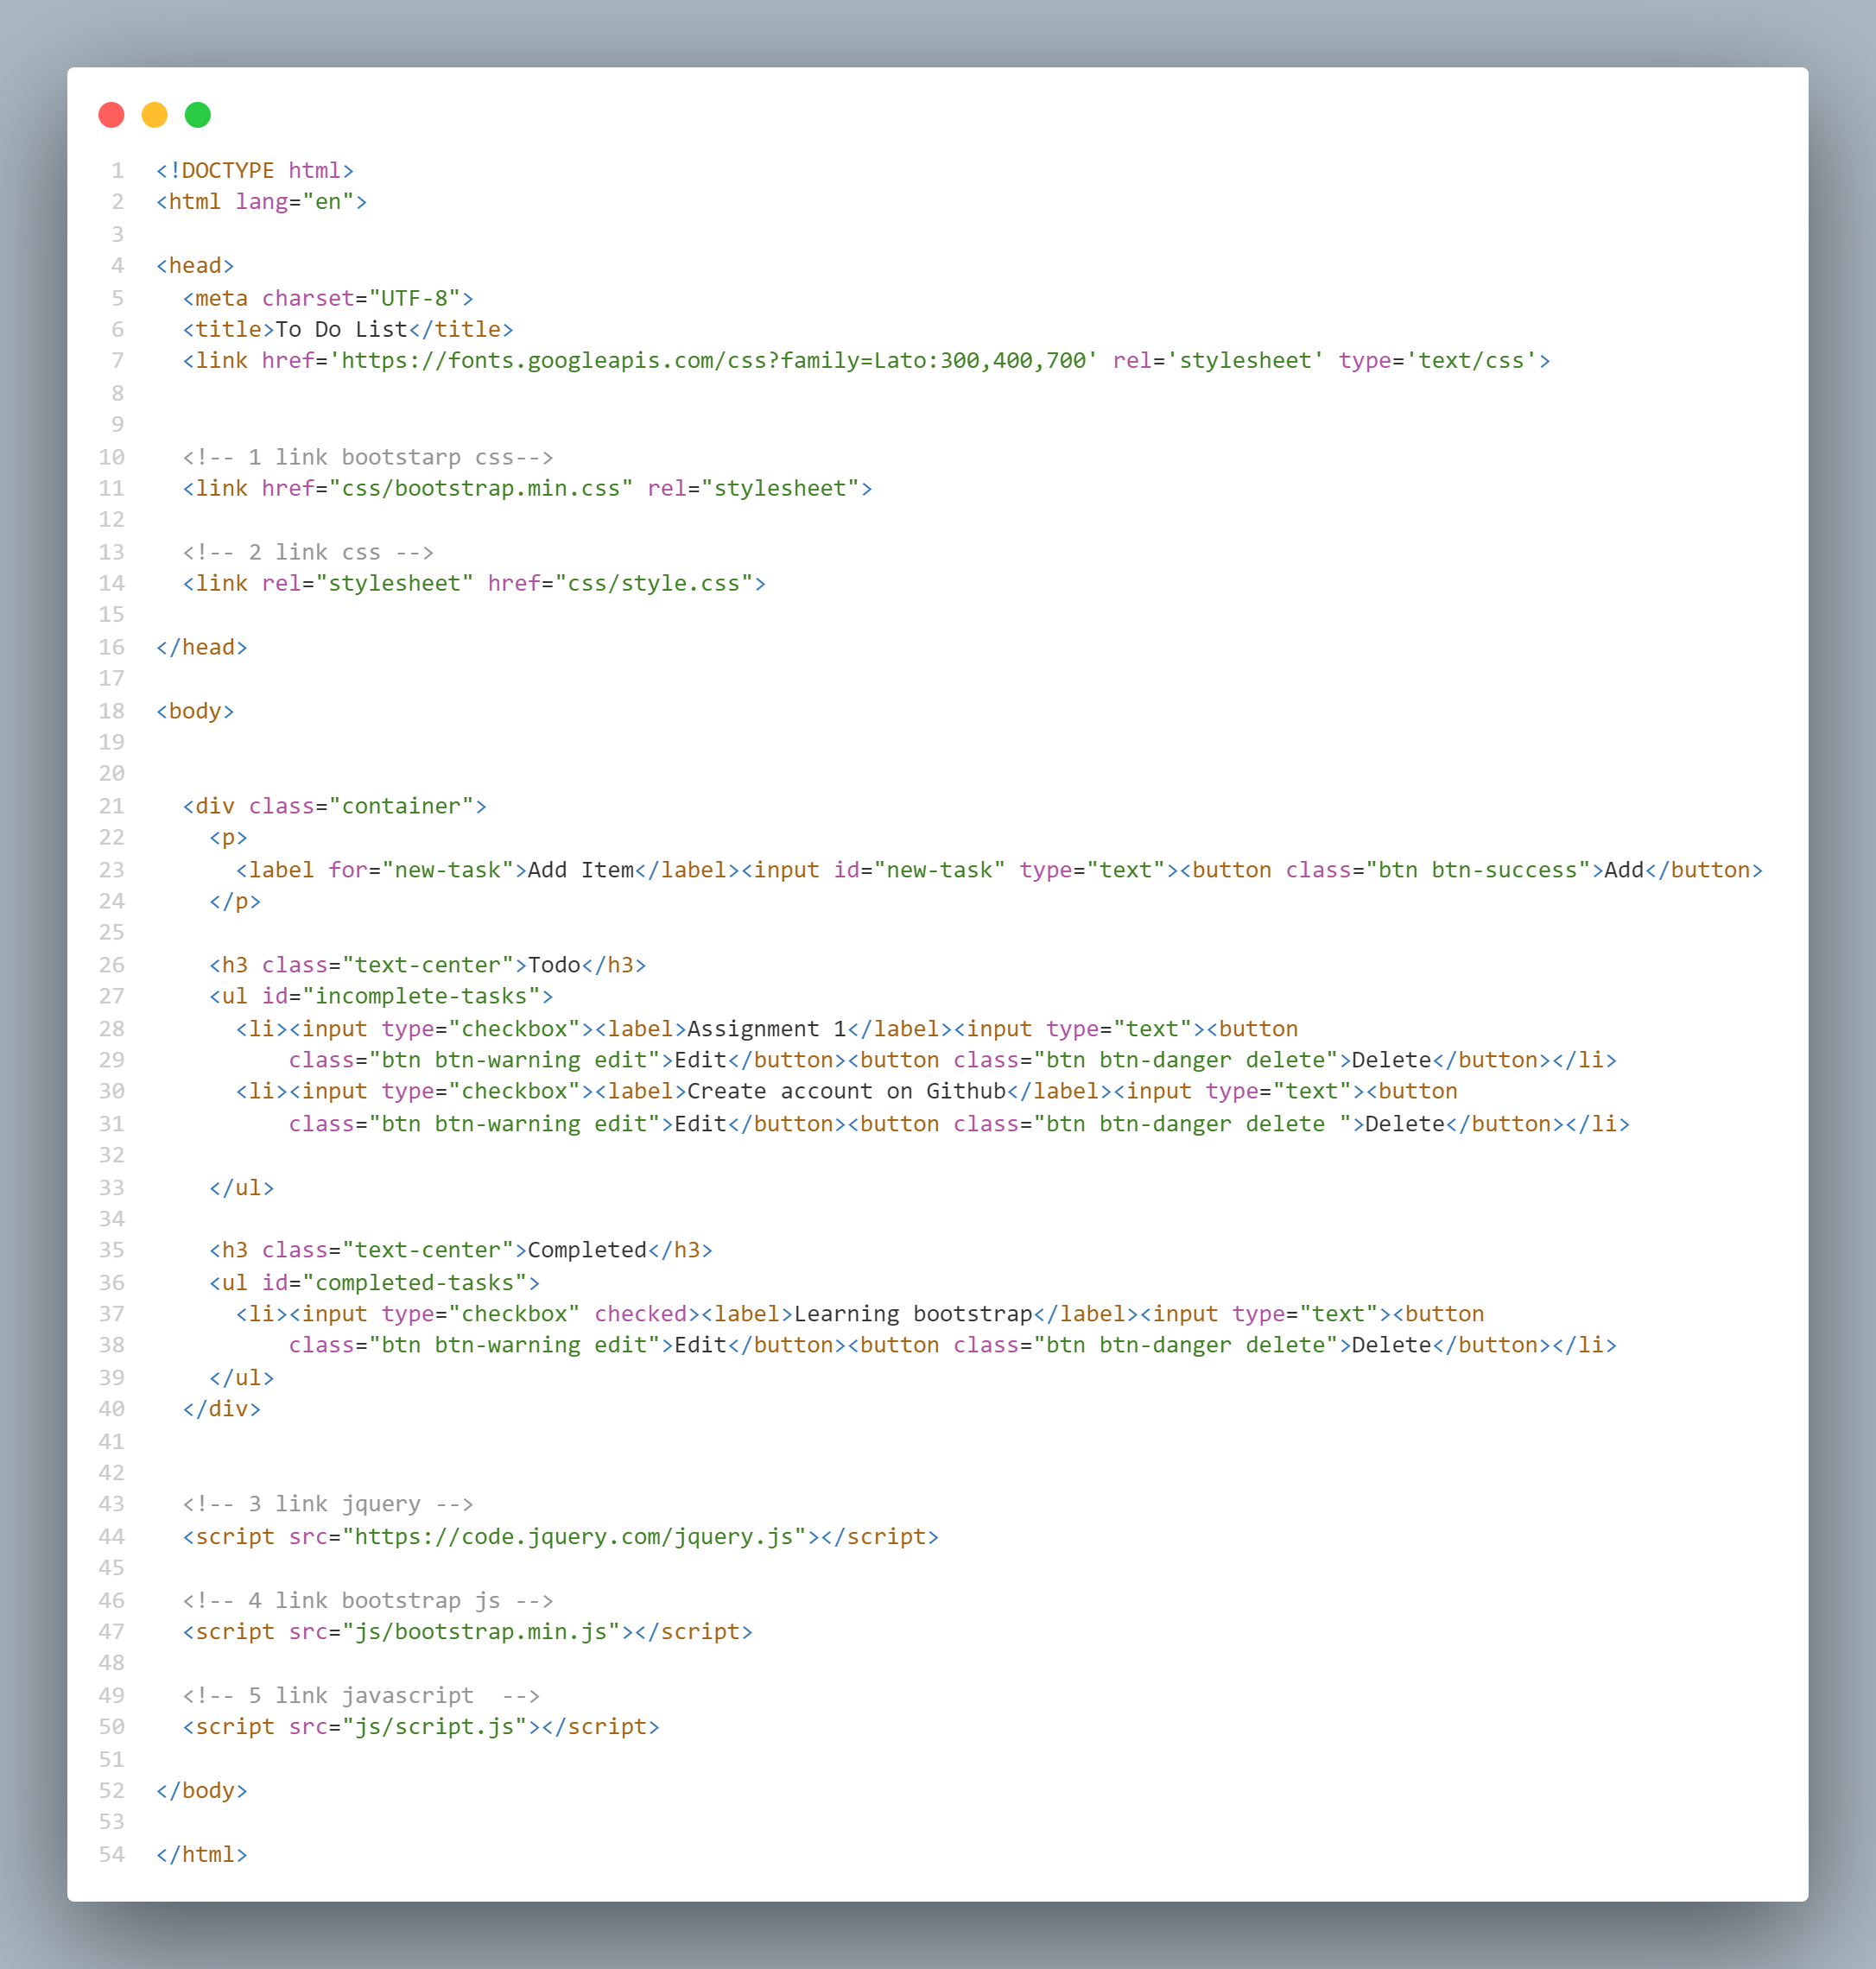 1 <!DOCTYPE html>
2 <html lang="en">
3
4 <head>
5   <meta charset="UTF-8">
6   <title>To Do List</title>
7   <link href='https://fonts.googleapis.com/css?family=Lato:300,400,700' rel='stylesheet' type='text/css'>
8
9
10   <!-- 1 link bootstarp css-->
11   <link href="css/bootstrap.min.css" rel="stylesheet">
12
13   <!-- 2 link css -->
14   <link rel="stylesheet" href="css/style.css">
15
16 </head>
17
18 <body>
19
20
21   <div class="container">
22     <p>
23       <label for="new-task">Add Item</label><input id="new-task" type="text"><button class="btn btn-success">Add</button>
24     </p>
25
26     <h3 class="text-center">Todo</h3>
27     <ul id="incomplete-tasks">
28       <li><input type="checkbox"><label>Assignment 1</label><input type="text"><button
29           class="btn btn-warning edit">Edit</button><button class="btn btn-danger delete">Delete</button></li>
30       <li><input type="checkbox"><label>Create account on Github</label><input type="text"><button
31           class="btn btn-warning edit">Edit</button><button class="btn btn-danger delete ">Delete</button></li>
32
33     </ul>
34
35     <h3 class="text-center">Completed</h3>
36     <ul id="completed-tasks">
37       <li><input type="checkbox" checked><label>Learning bootstrap</label><input type="text"><button
38           class="btn btn-warning edit">Edit</button><button class="btn btn-danger delete">Delete</button></li>
39     </ul>
40   </div>
41
42
43   <!-- 3 link jquery -->
44   <script src="https://code.jquery.com/jquery.js"></script>
45
46   <!-- 4 link bootstrap js -->
47   <script src="js/bootstrap.min.js"></script>
48
49   <!-- 5 link javascript  -->
50   <script src="js/script.js"></script>
51
52 </body>
53
54 </html>